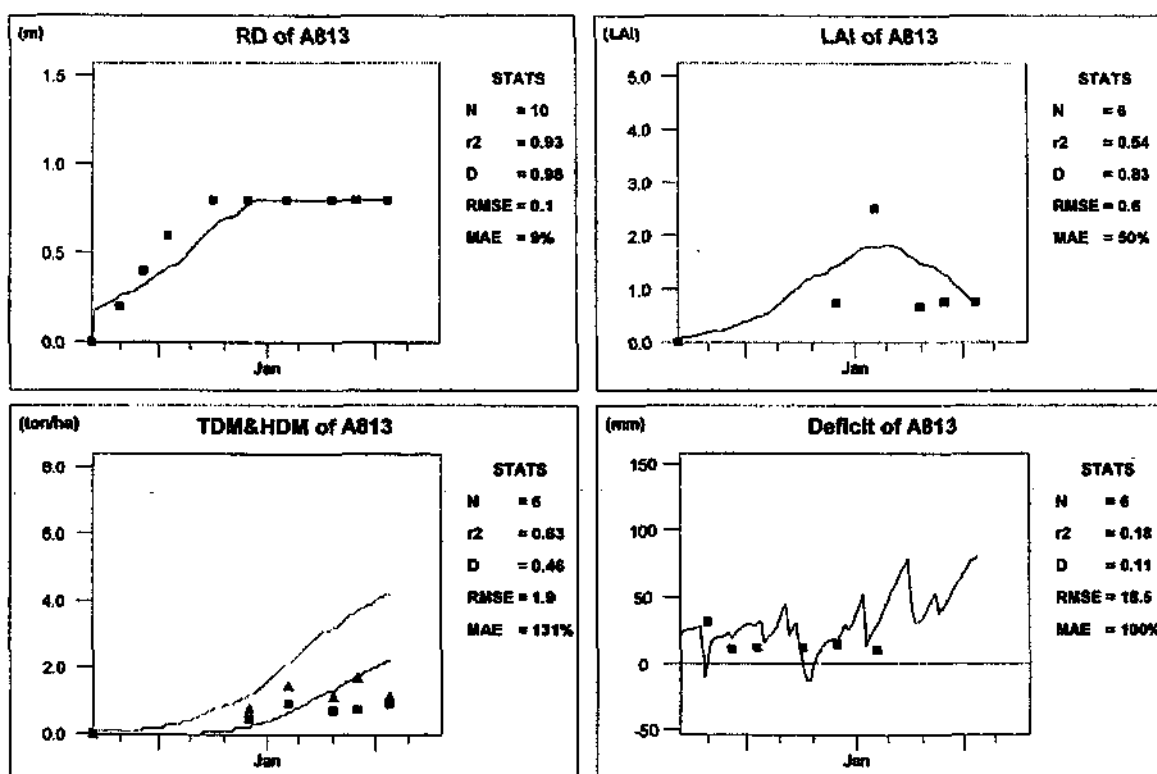 (m)
RD of A813
1.5
1.0
0.5
0.0
Jan
STATS
N = 10
r2 = 0.93
D = 0.98
RMSE = 0.1
MAE = 9%
(LAI)
LAI of A813
5.0
4.0
3.0
2.0
1.0
0.0
Jan
STATS
N = 6
r2 = 0.54
D = 0.83
RMSE = 0.6
MAE = 50%
(ton/ha)
TDM&HDM of A813
8.0
6.0
4.0
2.0
0.0
Jan
STATS
N = 6
r2 = 0.63
D = 0.46
RMSE = 1.9
MAE = 131%
(mm)
Deficit of A813
150
100
50
0
-50
Jan
STATS
N = 6
r2 = 0.18
D = 0.11
RMSE = 18.5
MAE = 100%